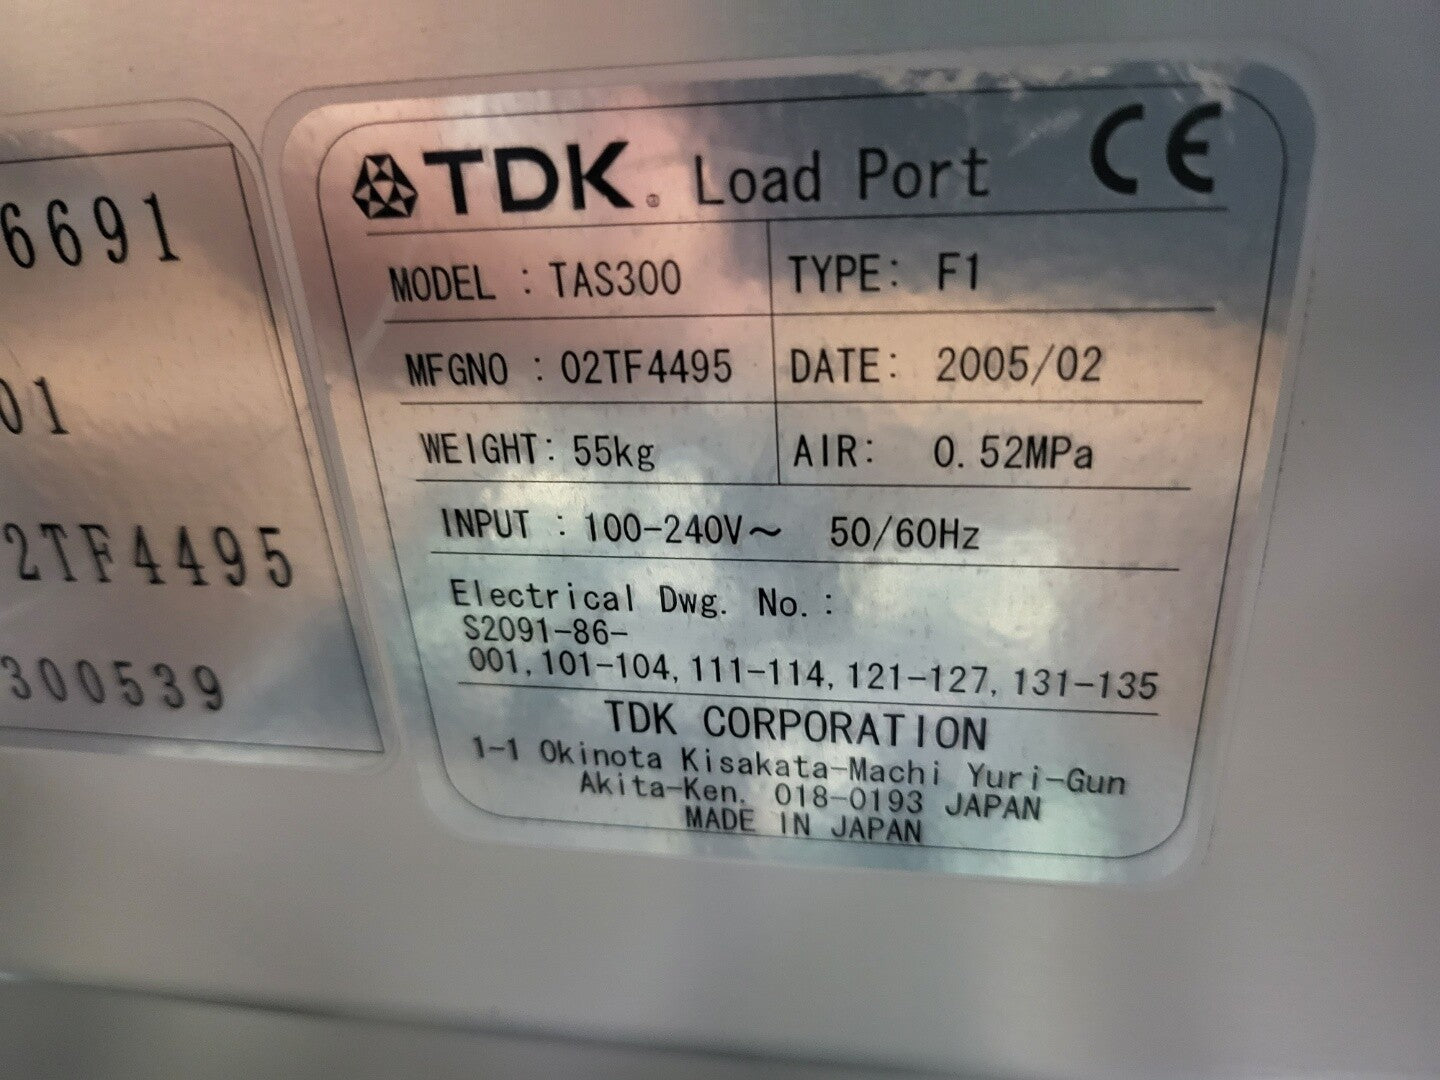 6691
01
2TF4495
300539
TDK® Load Port CE
MODEL : TAS300 TYPE: F1
MFGNO : 02TF4495 DATE: 2005/02
WEIGHT: 55kg AIR: 0.52MPa
INPUT : 100-240V～ 50/60Hz
Electrical Dwg. No.:
S2091-86-
001,101-104,111-114,121-127,131-135
TDK CORPORATION
1-1 Okinota Kisakata-Machi Yuri-Gun
Akita-Ken. 018-0193 JAPAN
MADE IN JAPAN